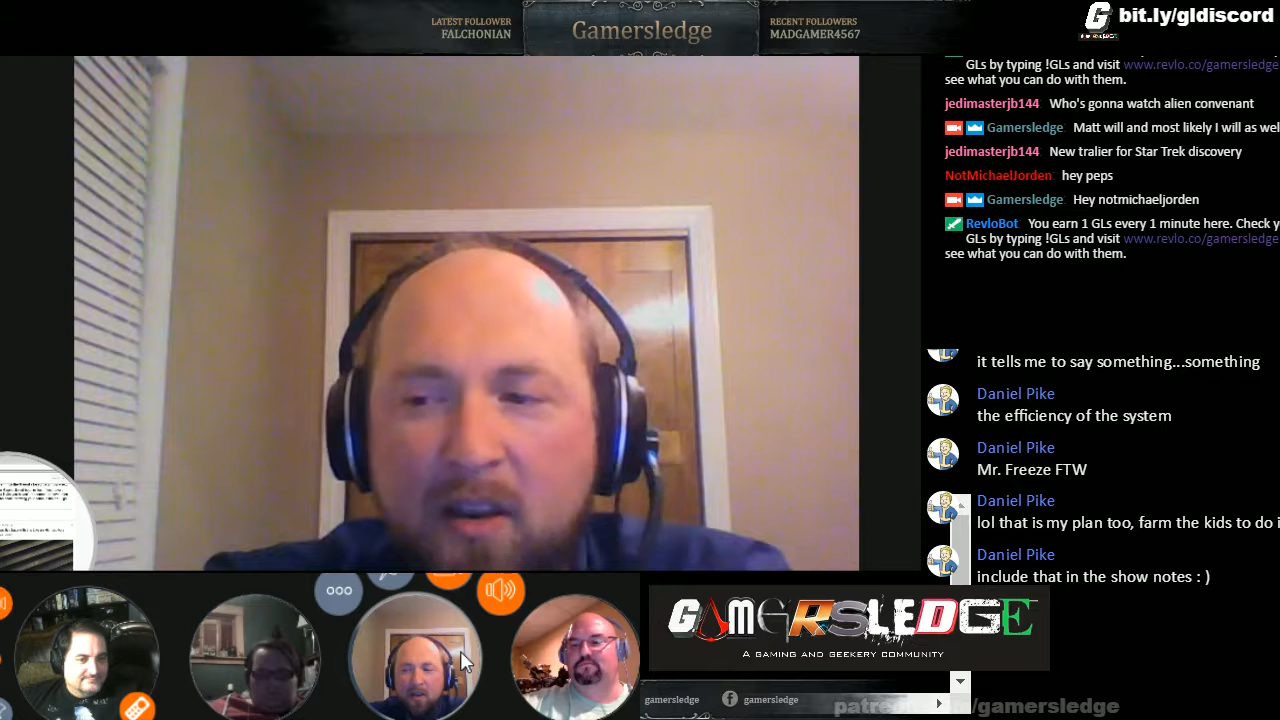 LATEST FOLLOWER
FALCHONIAN
Gamersledge
RECENT FOLLOWERS
MADGAMER4567
bit.ly/gldiscord
GLs by typing !GLs and visit www.revlo.co/gamersledge
see what you can do with them.
jedimasterjb144 Who's gonna watch alien convenant
Gamersledge: Matt will and most likely I will as wel
jedimasterjb144 New tralier for Star Trek discovery
NotMichaelJorden: hey peps
Gamersledge: Hey notmichaeljorden
RevloBot: You earn 1 GLs every 1 minute here. Check y
GLs by typing !GLs and visit www.revlo.co/gamersledge
see what you can do with them.
it tells me to say something...something
Daniel Pike
the efficiency of the system
Daniel Pike
Mr. Freeze FTW
Daniel Pike
lol that is my plan too, farm the kids to do i
Daniel Pike
include that in the show notes : )
GAMERSLEDGE
A GAMING AND GEEKERY COMMUNITY
gamersledge
gamersledge
/gamersledge